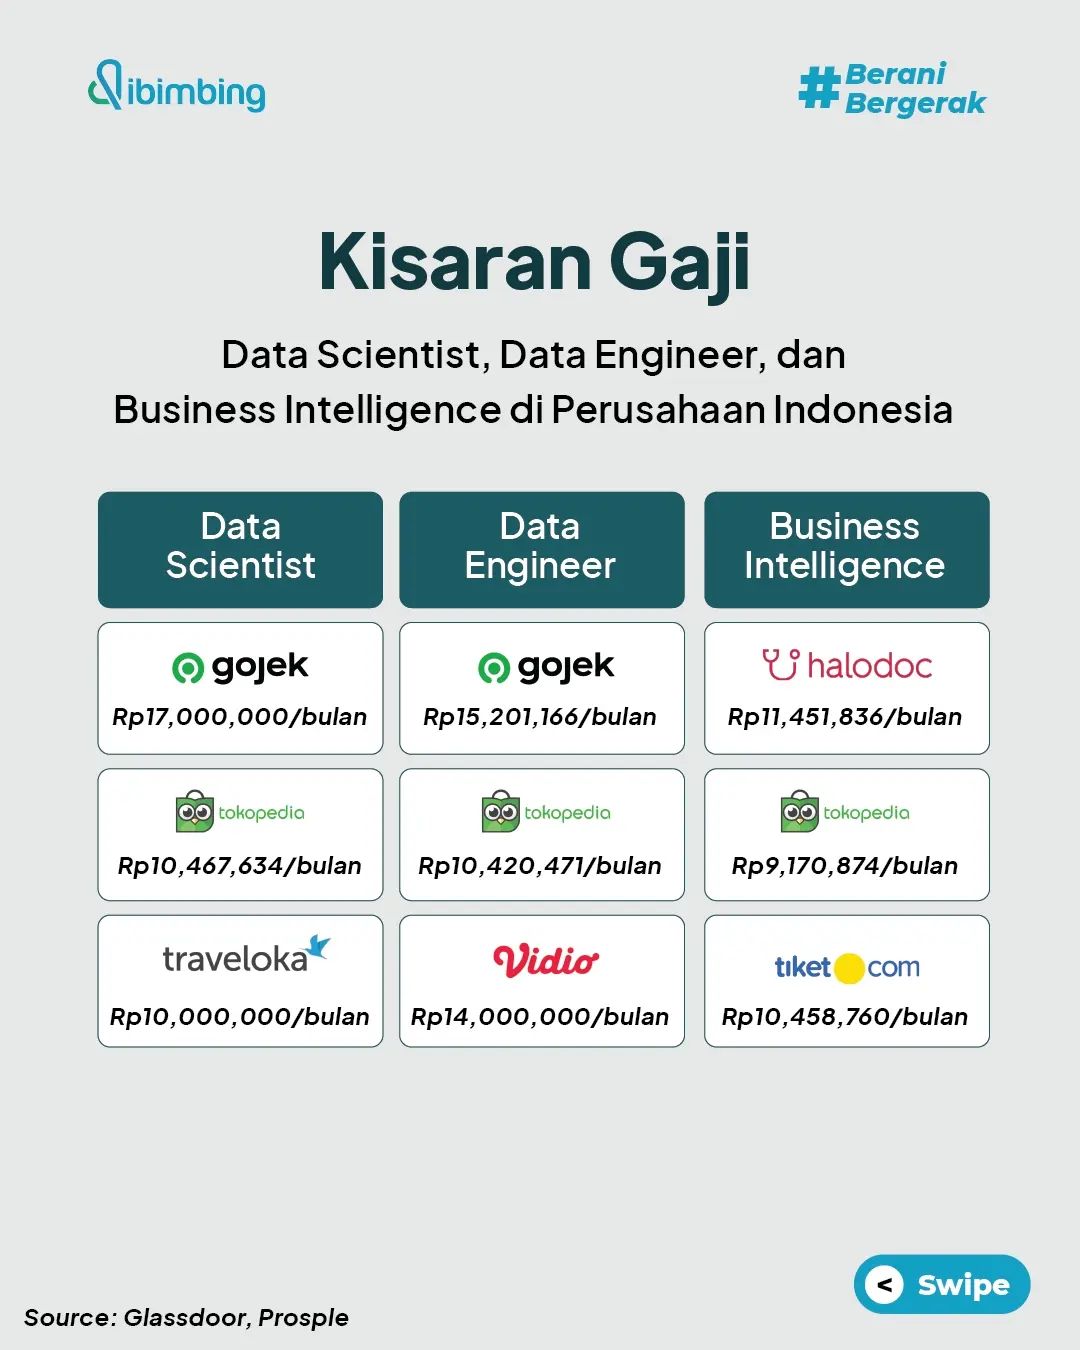 dibimbing
#Berani
Bergerak
Kisaran Gaji
Data Scientist, Data Engineer, dan
Business Intelligence di Perusahaan Indonesia
Data
Scientist
Data
Engineer
Business
Intelligence
gojek
Rp17,000,000/bulan
gojek
Rp15,201,166/bulan
halodoc
Rp11,451,836/bulan
tokopedia
Rp10,467,634/bulan
tokopedia
Rp10,420,471/bulan
tokopedia
Rp9,170,874/bulan
traveloka
Rp10,000,000/bulan
Vidio
Rp14,000,000/bulan
tiket com
Rp10,458,760/bulan
< Swipe
Source: Glassdoor, Prosple